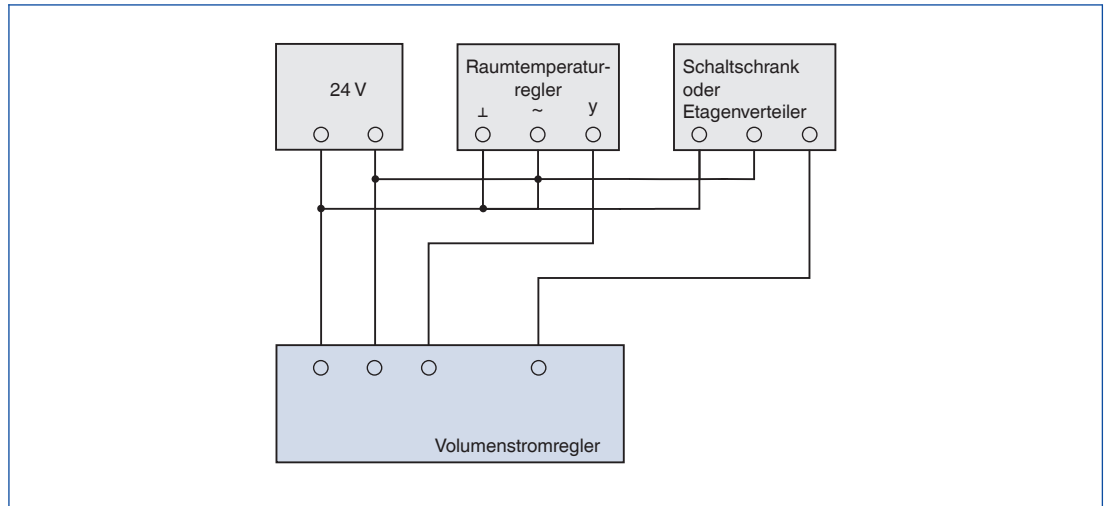 24 V
Raumtemperatur-
regler
⊥ ~ y
Schaltschrank
oder
Etagenverteiler
Volumenstromregler